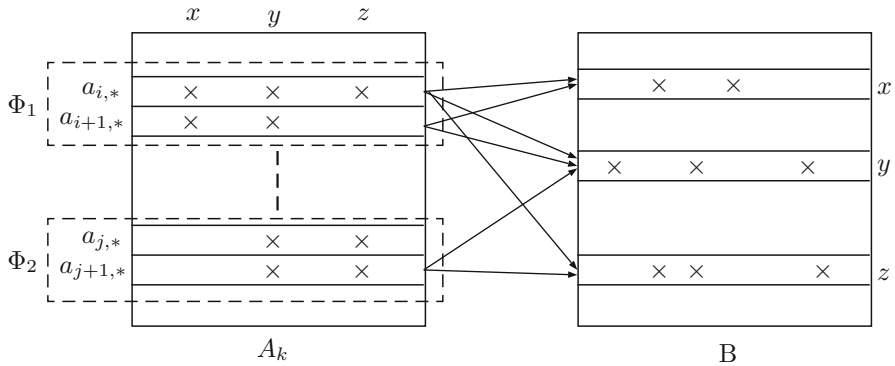 x y z
Φ₁
a_{i,*} × × ×
a_{i+1,*} × ×
Φ₂
a_{j,*} × ×
a_{j+1,*} × ×
A_k
× × x
× × × y
× × × z
B